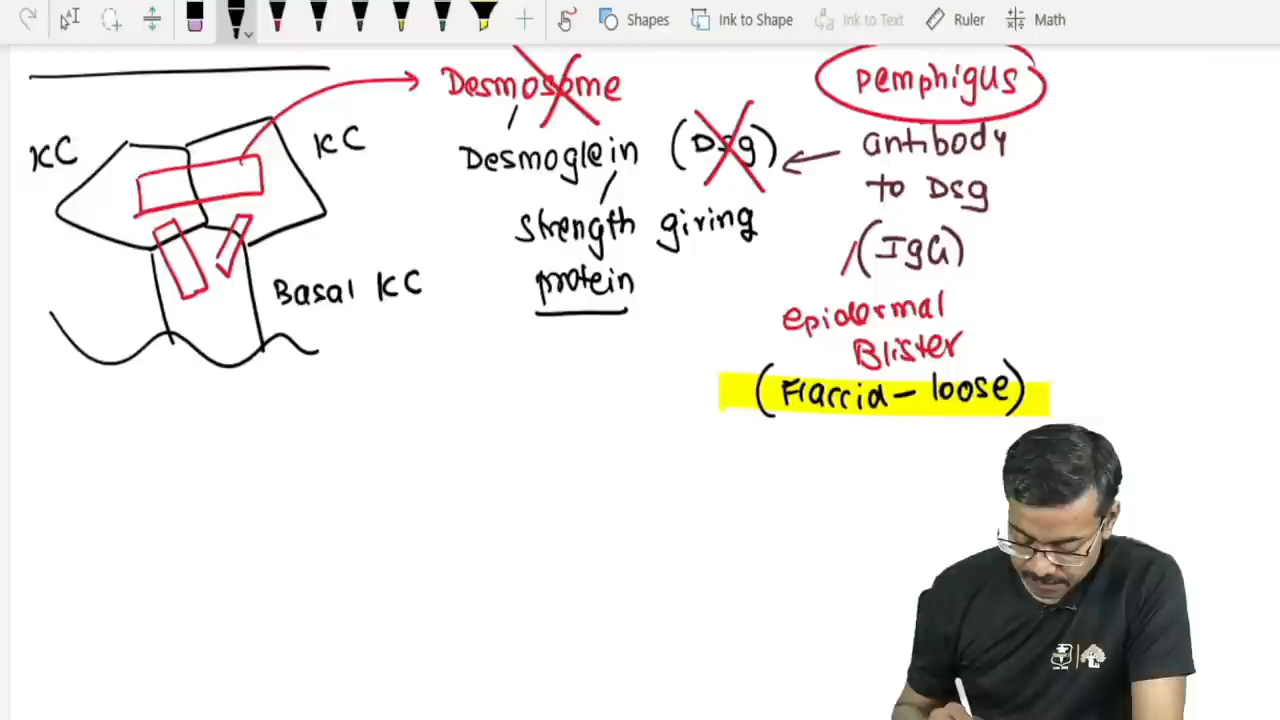 Shapes
Ink to Shape
Ink to Text
Ruler
Math
KC
KC
Basal KC
Desmosome
Desmoglein (Dsg)
Strength giring
protein
pemphigus
antibody
to Dsg
(IgG)
epidermal
Blister
(Flaccid - loose)